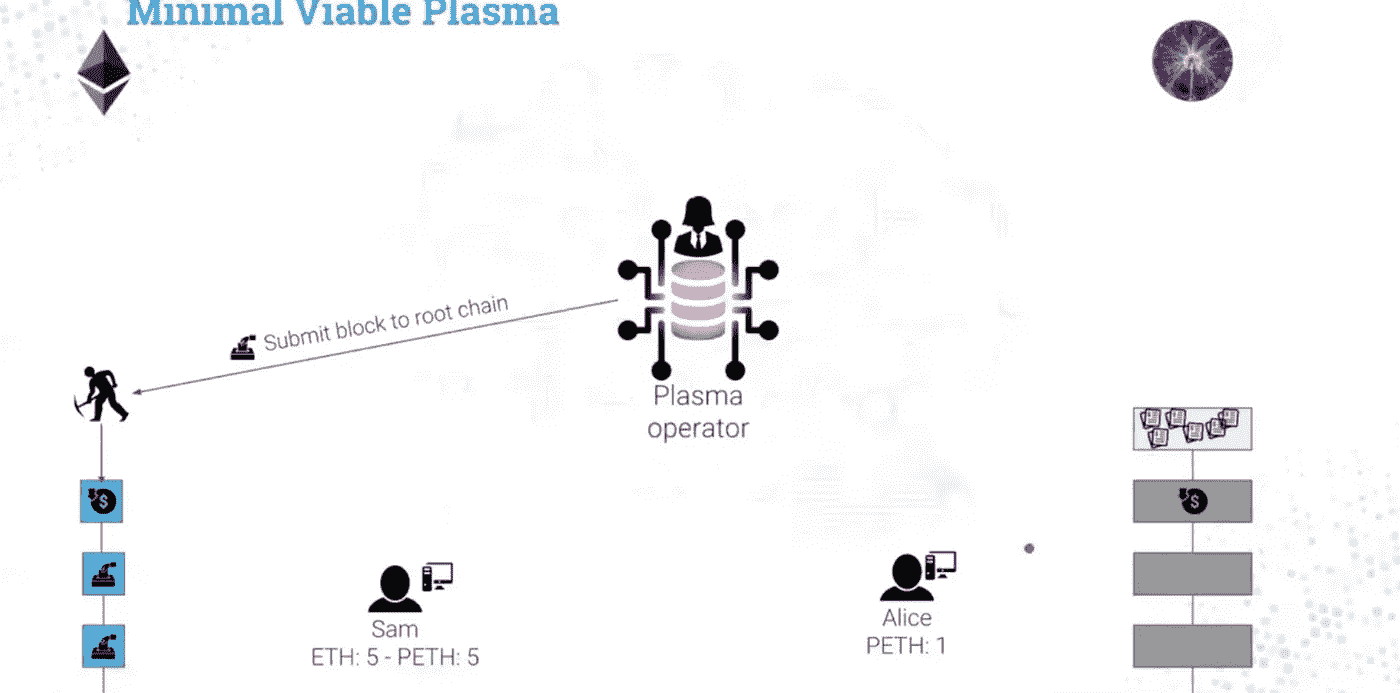 Minimal Viable Plasma
Submit block to root chain
Plasma
operator
Sam
ETH: 5 - PETH: 5
Alice
PETH: 1